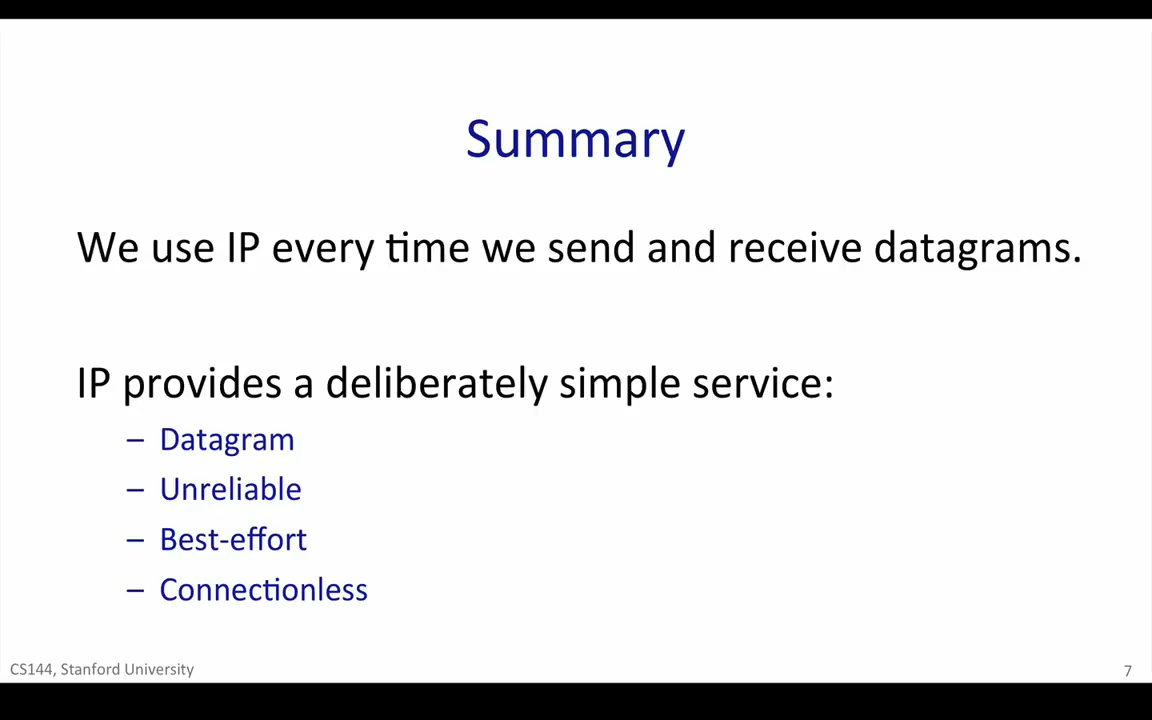 Summary
We use IP every time we send and receive datagrams.
IP provides a deliberately simple service:
– Datagram
– Unreliable
– Best-effort
– Connectionless
CS144, Stanford University
7